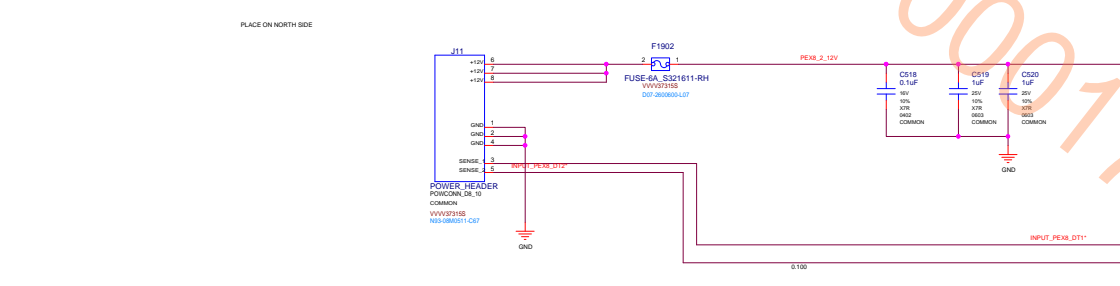 PLACE ON NORTH SIDE
J11
+12V 6
+12V 7
+12V 8
GND 1
GND 2
GND 4
SENSE_ 3
SENSE_ 5
POWER_HEADER
POWCONN_D8_10
COMMON
VVVV37315S
N93-08M0511-C67
INPUT_PEX8_DT2*
GND
F1902
2 1
FUSE-6A_S321611-RH
VVVV37315S
D07-2600600-L07
PEX8_2_12V
C518
0.1uF
16V
10%
X7R
0402
COMMON
C519
1uF
25V
10%
X7R
0603
COMMON
C520
1uF
25V
10%
X7R
0603
COMMON
GND
INPUT_PEX8_DT1*
0.100